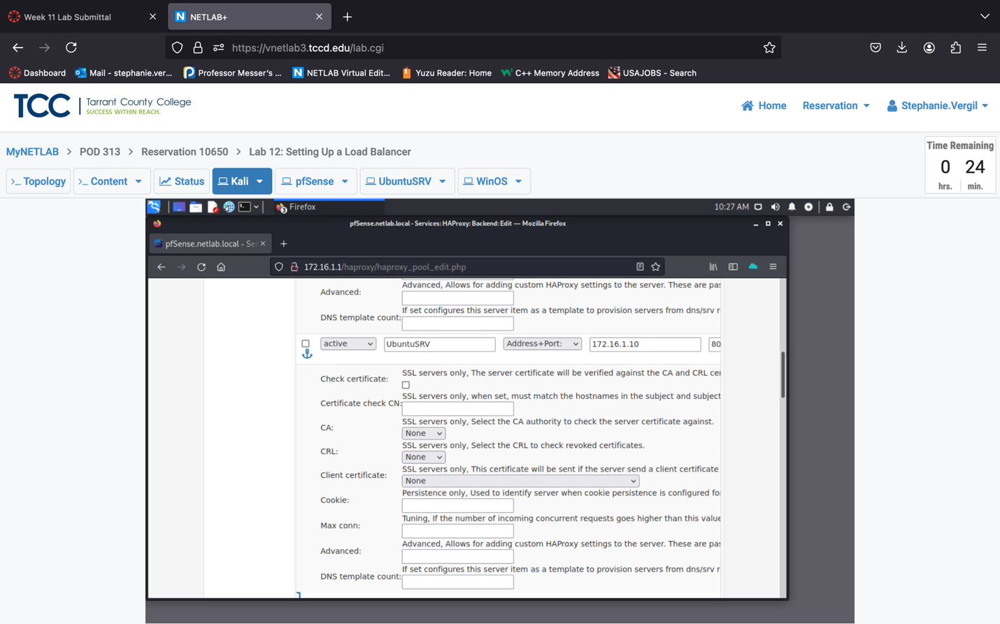 Week 11 Lab Submittal
NETLAB+
https://vnetlab3.tccd.edu/lab.cgi
Dashboard Mail - stephanie.ver... Professor Messer's ... NETLAB Virtual Edit... Yuzu Reader: Home C++ Memory Address USAJOBS - Search
TCC Tarrant County College
SUCCESS WITHIN REACH.
Home Reservation Stephanie.Vergil
MyNETLAB > POD 313 > Reservation 10650 > Lab 12: Setting Up a Load Balancer
Time Remaining
0 24
hrs. min.
>_ Topology >_ Content Status Kali pfSense UbuntuSRV WinOS
3 Firefox 10:27 AM
pfSense.netlab.local - Services: HAProxy: Backend: Edit — Mozilla Firefox
pfSense.netlab.local - Se
172.16.1.1/haproxy/haproxy_pool_edit.php
Advanced, Allows for adding custom HAProxy settings to the server. These are pas
Advanced:
If set configures this server item as a template to provision servers from dns/srv r
DNS template count:
active UbuntuSRV Address+Port: 172.16.1.10 80
SSL servers only, The server certificate will be verified against the CA and CRL cer
Check certificate:
SSL servers only, when set, must match the hostnames in the subject and subject
Certificate check CN:
SSL servers only, Select the CA authority to check the server certificate against.
CA:
None
SSL servers only, Select the CRL to check revoked certificates.
CRL:
None
SSL servers only, This certificate will be sent if the server send a client certificate
Client certificate:
None
Persistence only, Used to identify server when cookie persistence is configured fo
Cookie:
Tuning, If the number of incoming concurrent requests goes higher than this value
Max conn:
Advanced, Allows for adding custom HAProxy settings to the server. These are pas
Advanced:
If set configures this server item as a template to provision servers from dns/srv r
DNS template count: